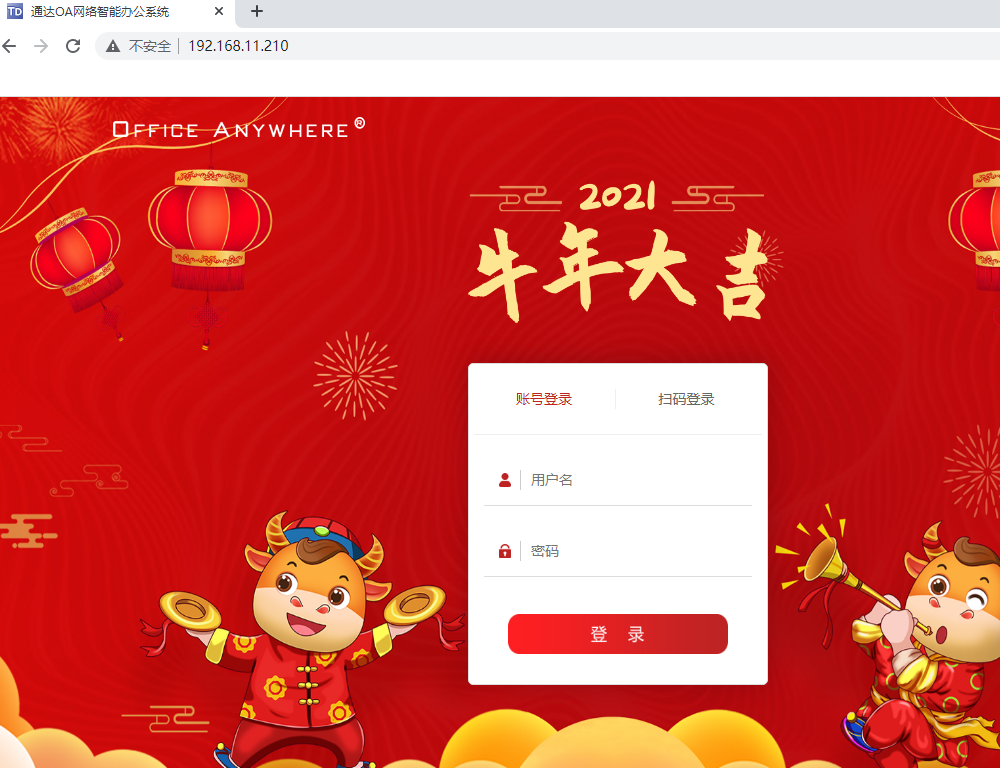 TD 通达OA网络智能办公系统
不安全 192.168.11.210
OFFICE ANYWHERE®
2021
牛年大吉
账号登录 扫码登录
用户名
密码
登 录